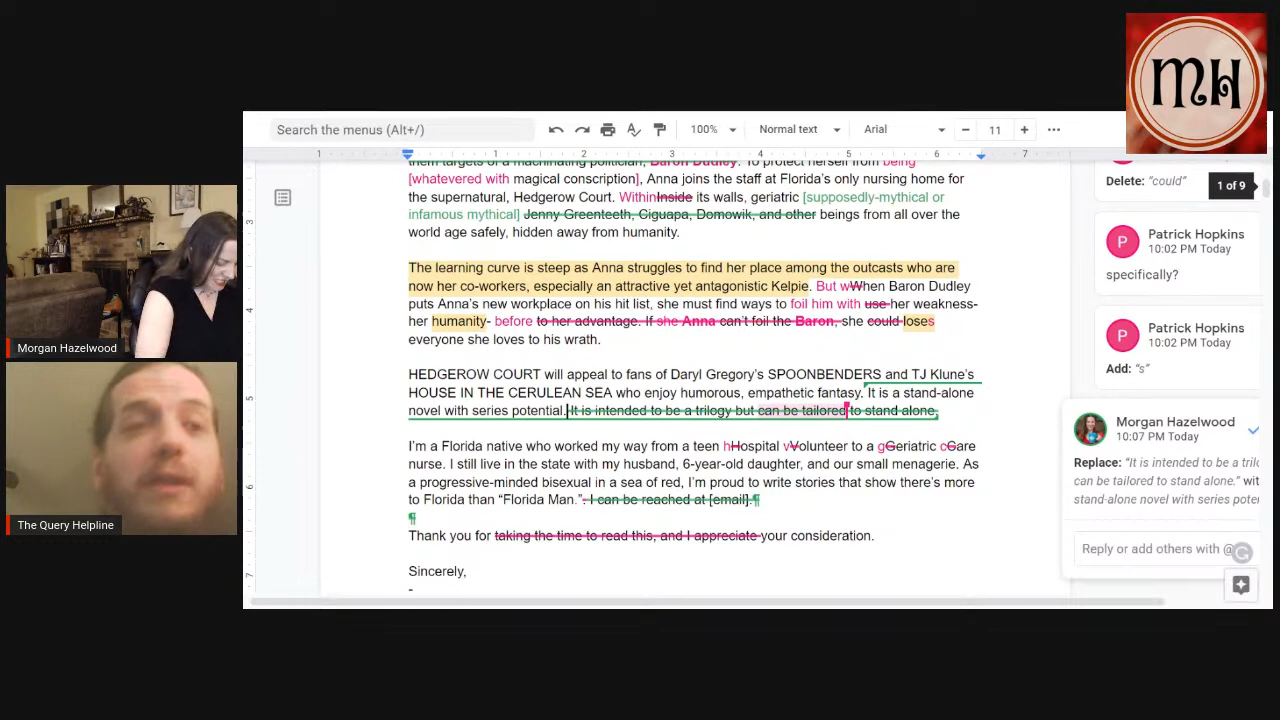 MH
Search the menus (Alt+/)
100%
Normal text
Arial
11
1
1
2
3
4
5
6
7
them targets of a machinating politician, Baron Dudley. To protect herself from being
[whatever with magical conscription], Anna joins the staff at Florida's only nursing home for
the supernatural, Hedgerow Court. WithinInside its walls, geriatric [supposedly-mythical or
infamous mythical] Jenny Greenteeth, Ciguapa, Domowik, and other beings from all over the
world age safely, hidden away from humanity.
The learning curve is steep as Anna struggles to find her place among the outcasts who are
now her co-workers, especially an attractive yet antagonistic Kelpie. But wWhen Baron Dudley
puts Anna's new workplace on his hit list, she must find ways to foil him with use her weakness-
her humanity- before to her advantage. If she Anna can't foil the Baron, she could loses
everyone she loves to his wrath.
HEDGEROW COURT will appeal to fans of Daryl Gregory's SPOONBENDERS and TJ Klune's
HOUSE IN THE CERULEAN SEA who enjoy humorous, empathetic fantasy. It is a stand-alone
novel with series potential. It is intended to be a trilogy but can be tailored to stand alone.
I'm a Florida native who worked my way from a teen hHospital vVolunteer to a gGeriatric cCare
nurse. I still live in the state with my husband, 6-year-old daughter, and our small menagerie. As
a progressive-minded bisexual in a sea of red, I'm proud to write stories that show there's more
to Florida than “Florida Man.”. I can be reached at [email].¶
¶
Thank you for taking the time to read this, and I appreciate your consideration.
Sincerely,
-
3
4
5
6
7
Delete: "could"
1 of 9
P
Patrick Hopkins
10:02 PM Today
specifically?
P
Patrick Hopkins
10:02 PM Today
Add: "s"
Morgan Hazelwood
10:07 PM Today
Replace: "It is intended to be a trilo
can be tailored to stand alone." wit
stand-alone novel with series poter
Reply or add others with @
Morgan Hazelwood
The Query Helpline